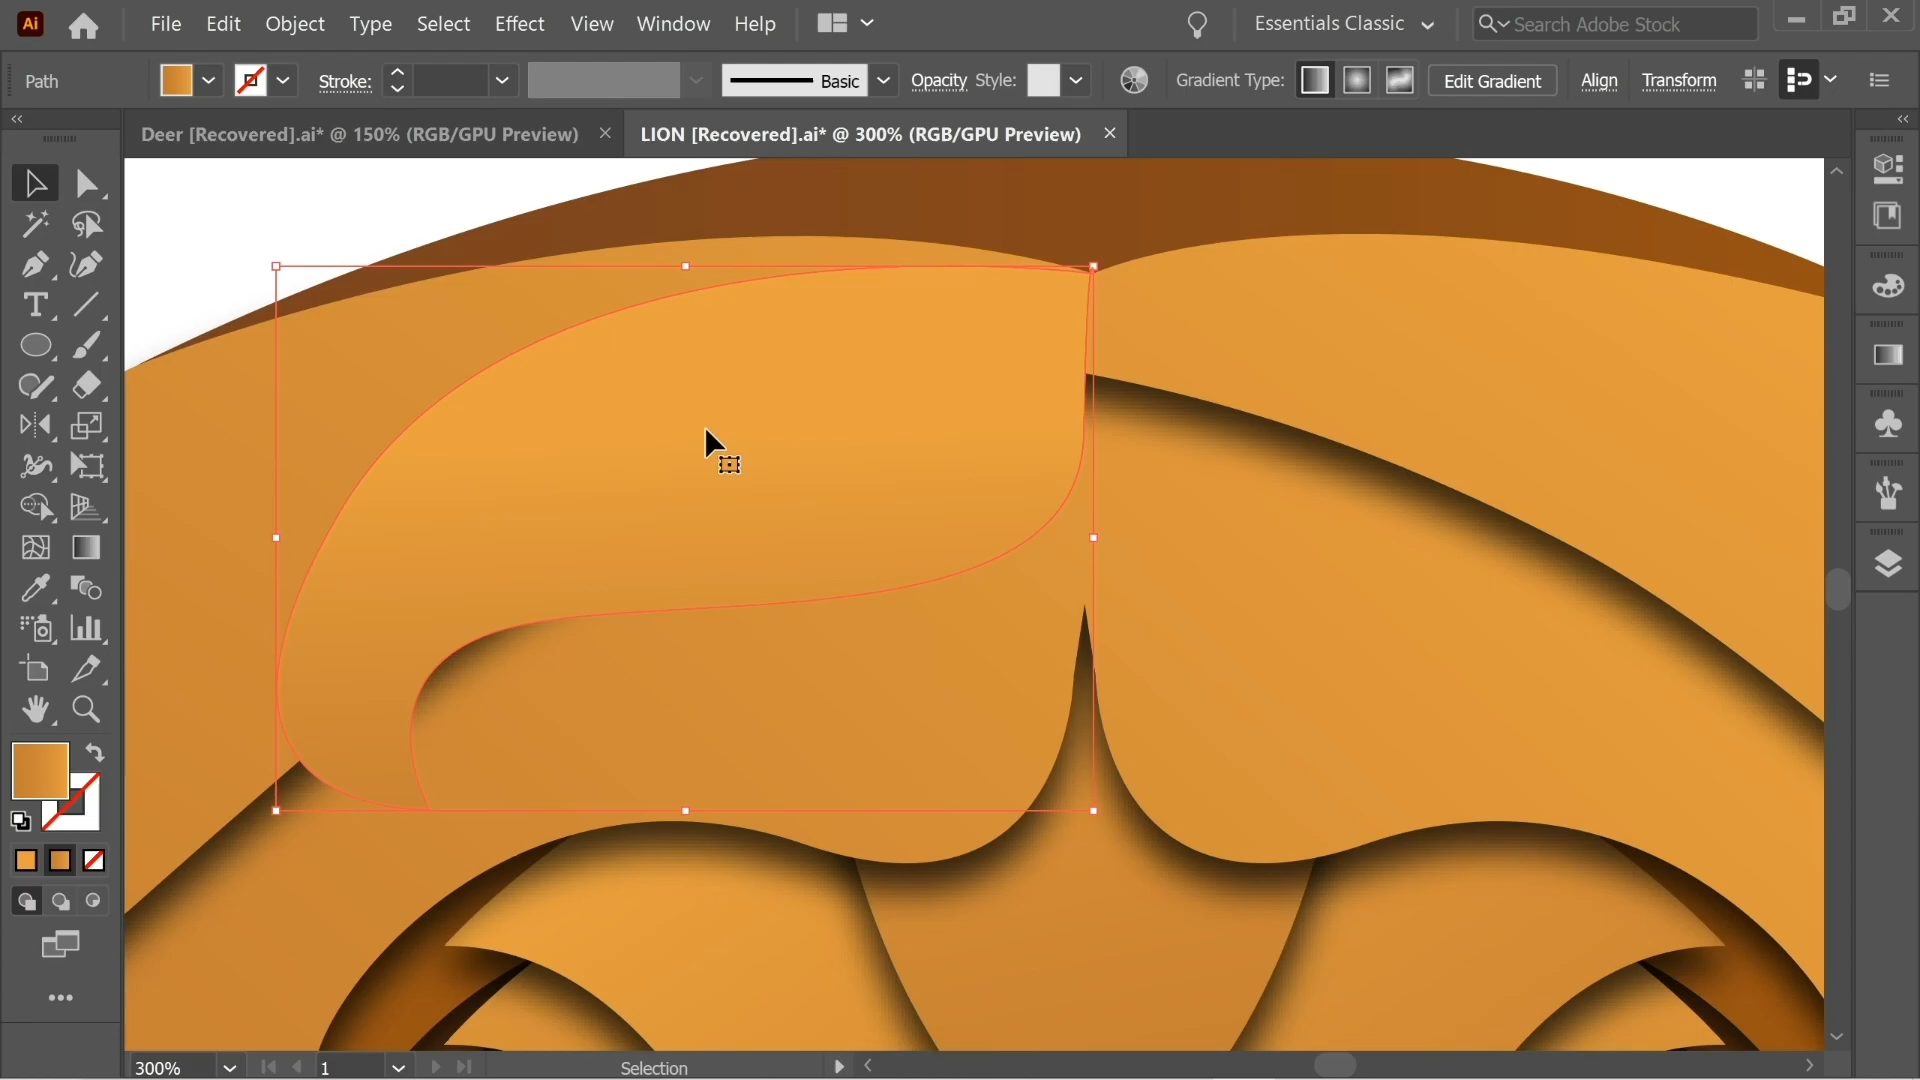 Ai File Edit Object Type Select Effect View Window Help Essentials Classic Search Adobe Stock
Path Stroke: Basic Opacity Style: Gradient Type: Edit Gradient Align Transform
Deer [Recovered].ai* @ 150% (RGB/GPU Preview) LION [Recovered].ai* @ 300% (RGB/GPU Preview)
300% 1 Selection